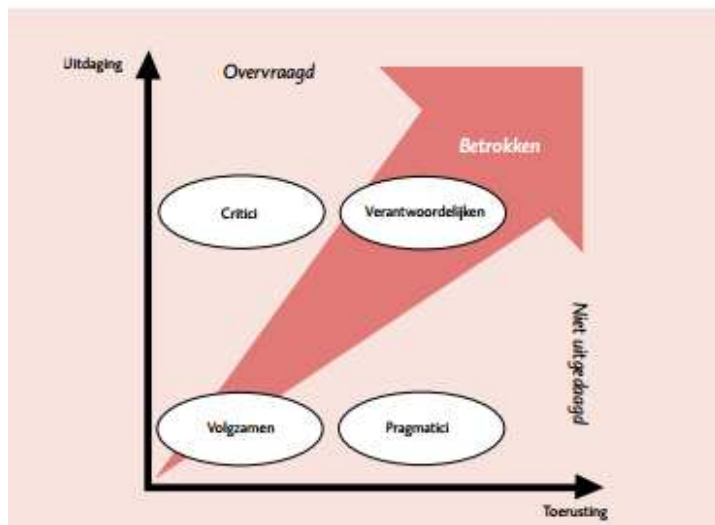 Uitdaging
Overvraagd
Betrokken
Critici
Verantwoordelijken
Niet uitgedaagd
Volgzamen
Pragmatici
Toerusting